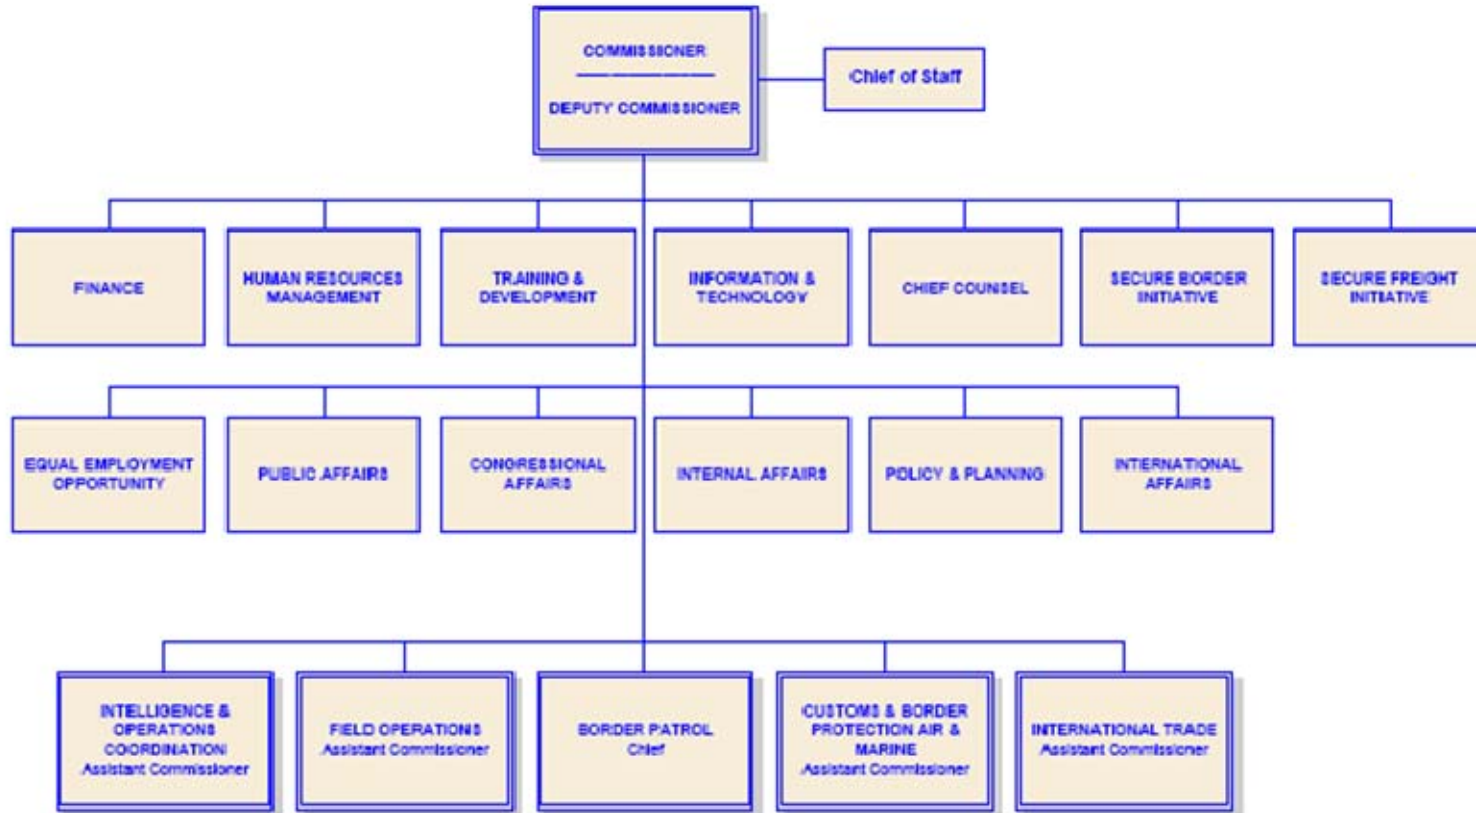 COMMISSIONER
DEPUTY COMMISSIONER
Chief of Staff
FINANCE
HUMAN RESOURCES
MANAGEMENT
TRAINING &
DEVELOPMENT
INFORMATION &
TECHNOLOGY
CHIEF COUNSEL
SECURE BORDER
INITIATIVE
SECURE FREIGHT
INITIATIVE
EQUAL EMPLOYMENT
OPPORTUNITY
PUBLIC AFFAIRS
CONGRESSIONAL
AFFAIRS
INTERNAL AFFAIRS
POLICY & PLANNING
INTERNATIONAL
AFFAIRS
INTELLIGENCE &
OPERATIONS
COORDINATION
Assistant Commissioner
FIELD OPERATIONS
Assistant Commissioner
BORDER PATROL
Chief
CUSTOMS & BORDER
PROTECTION AIR &
MARINE
Assistant Commissioner
INTERNATIONAL TRADE
Assistant Commissioner